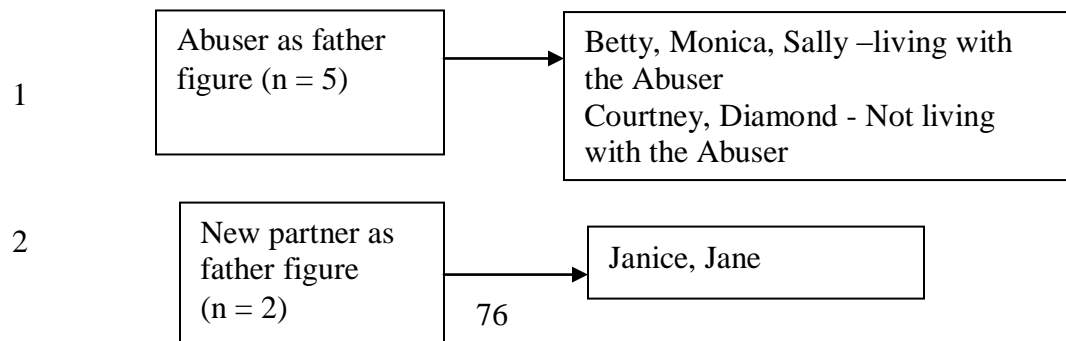 1
Abuser as father
figure (n = 5)
Betty, Monica, Sally –living with
the Abuser
Courtney, Diamond - Not living
with the Abuser
2
New partner as
father figure
(n = 2)
Janice, Jane
76